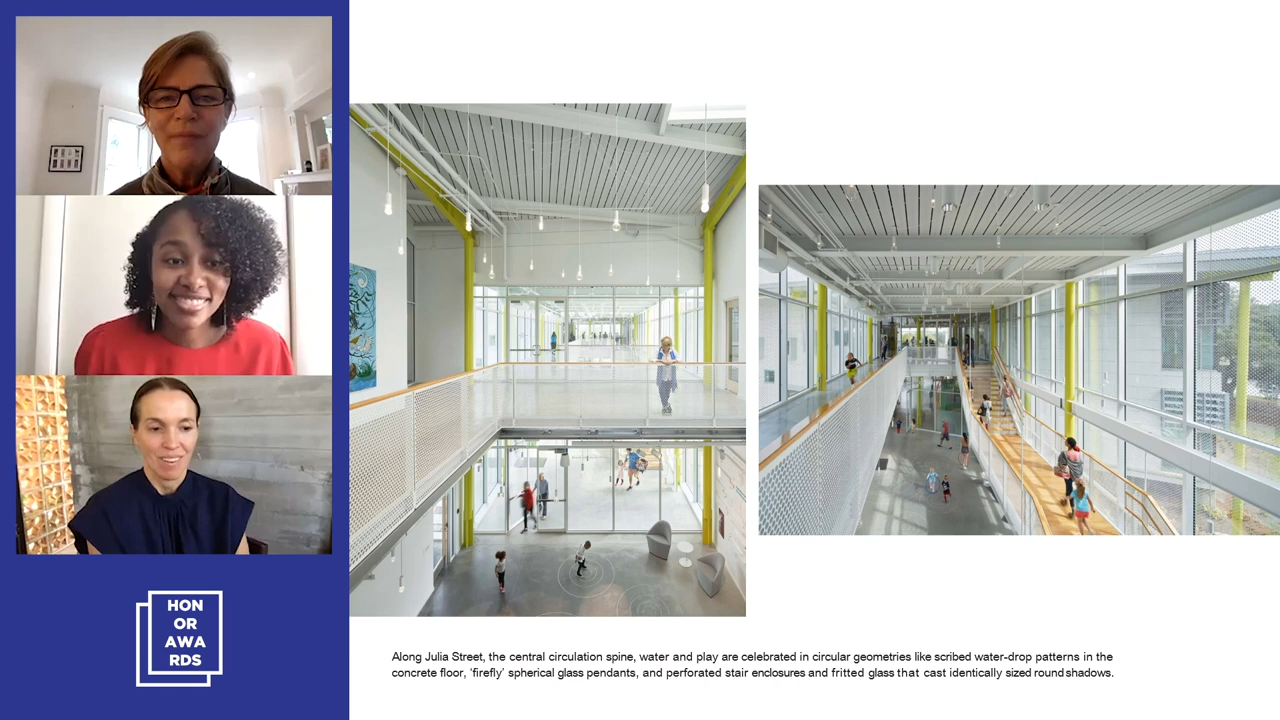 HON
OR
AWA
RDS
Along Julia Street, the central circulation spine, water and play are celebrated in circular geometries like scribed water-drop patterns in the
concrete floor, ‘firefly’ spherical glass pendants, and perforated stair enclosures and fritted glass that cast identically sized round shadows.